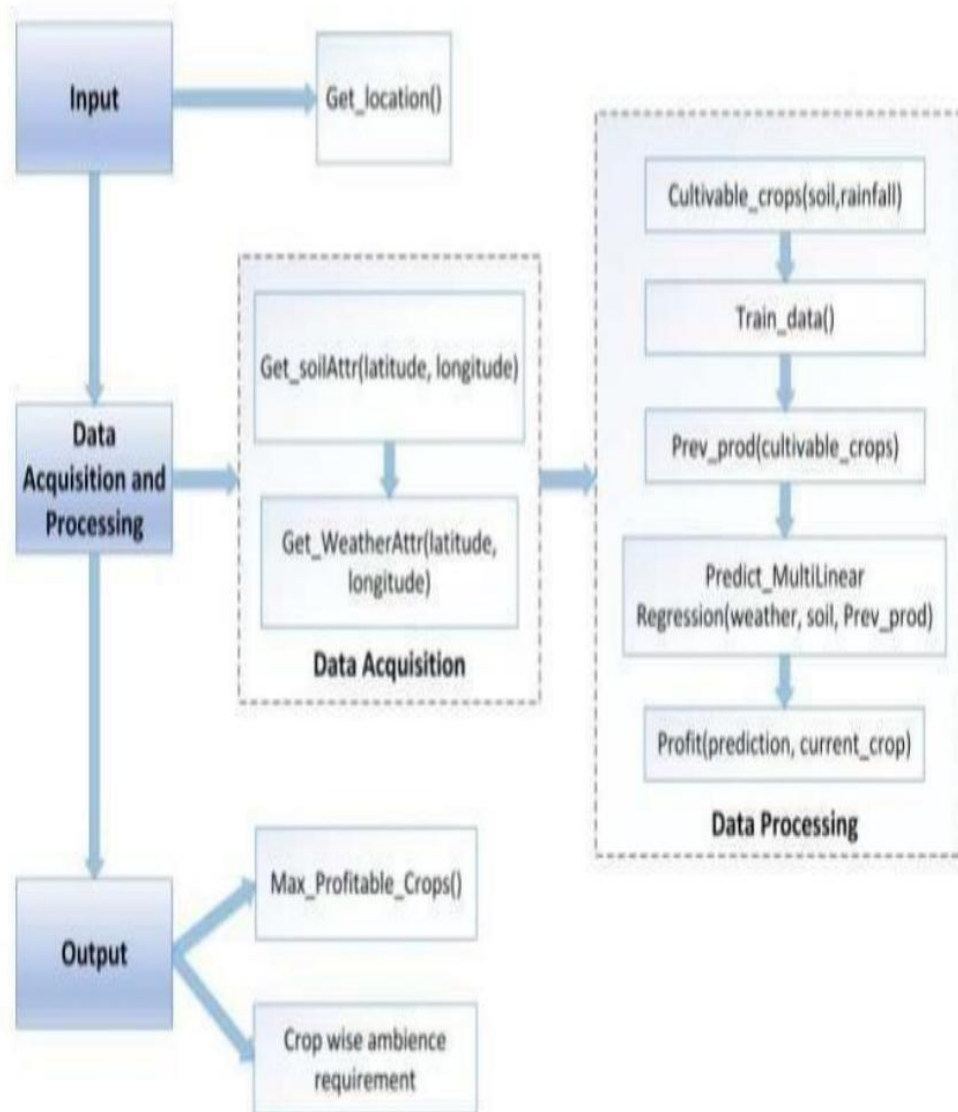 Input
Get_location()
Cultivable_crops(soil,rainfall)
Train_data()
Get_soilAttr(latitude, longitude)
Data
Acquisition and
Processing
Prev_prod(cultivable_crops)
Get_WeatherAttr(latitude,
longitude)
Predict_MultiLinear
Regression(weather, soil, Prev_prod)
Data Acquisition
Profit(prediction, current_crop)
Data Processing
Max_Profitable_Crops()
Output
Crop wise ambience
requirement